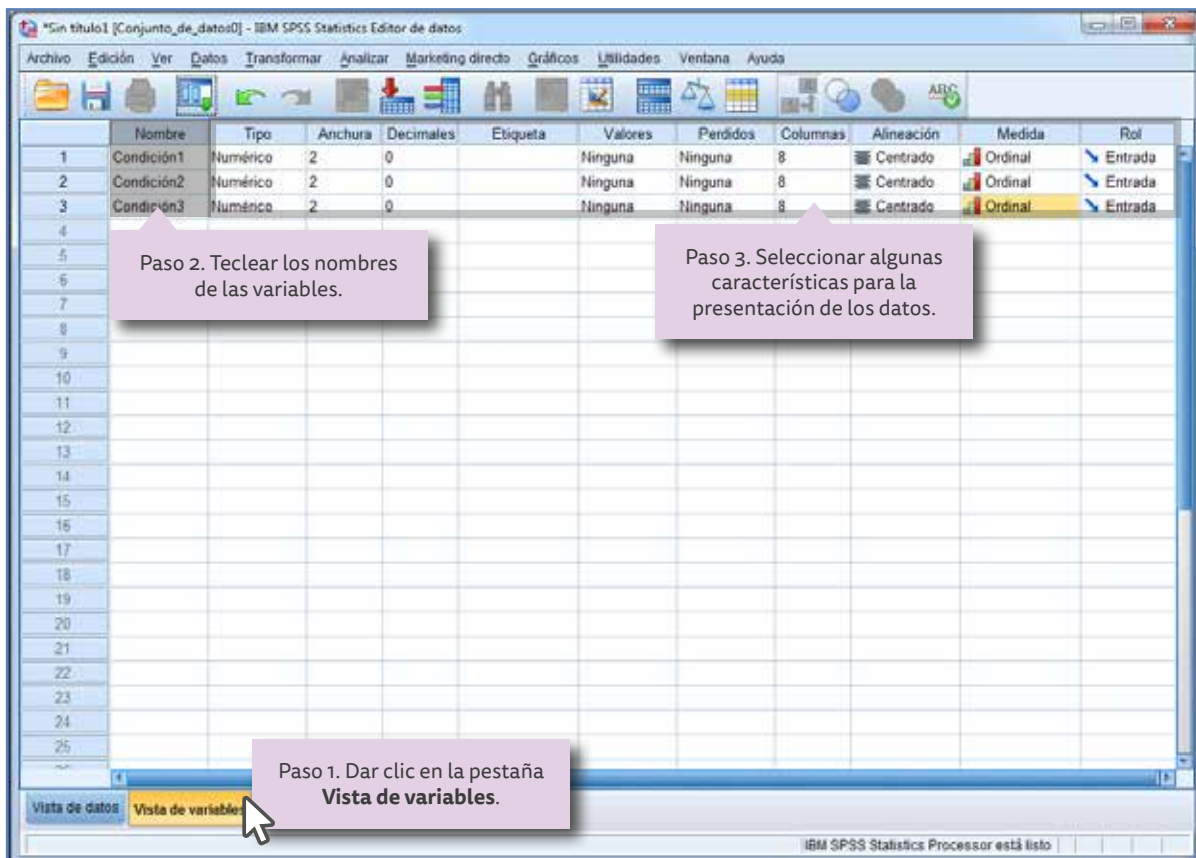 *Sin título1 [Conjunto_de_datos0] - IBM SPSS Statistics Editor de datos
Archivo Edición Ver Datos Transformar Analizar Marketing directo Gráficos Utilidades Ventana Ayuda
Nombre Tipo Anchura Decimales Etiqueta Valores Perdidos Columnas Alineación Medida Rol
1 Condición1 Numérico 2 0 Ninguna Ninguna 8 Centrado Ordinal Entrada
2 Condición2 Numérico 2 0 Ninguna Ninguna 8 Centrado Ordinal Entrada
3 Condición3 Numérico 2 0 Ninguna Ninguna 8 Centrado Ordinal Entrada
4
5
6
7
8
9
10
11
12
13
14
15
16
17
18
19
20
21
22
23
24
25
Paso 2. Teclear los nombres
de las variables.
Paso 3. Seleccionar algunas
características para la
presentación de los datos.
Paso 1. Dar clic en la pestaña
Vista de variables.
Vista de datos Vista de variables
IBM SPSS Statistics Processor está listo